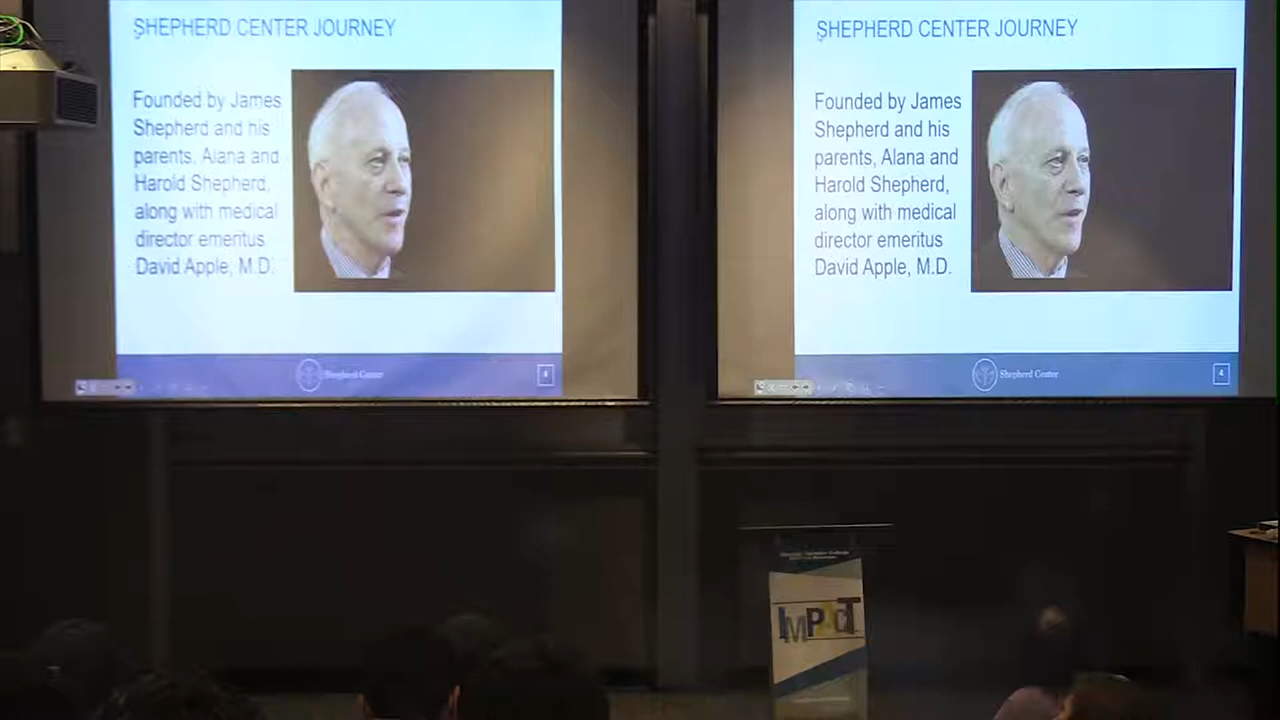 SHEPHERD CENTER JOURNEY
Founded by James
Shepherd and his
parents, Alana and
Harold Shepherd,
along with medical
director emeritus
David Apple, M.D.
Shepherd Center
4
SHEPHERD CENTER JOURNEY
Founded by James
Shepherd and his
parents, Alana and
Harold Shepherd,
along with medical
director emeritus
David Apple, M.D.
Shepherd Center
4
IMPACT